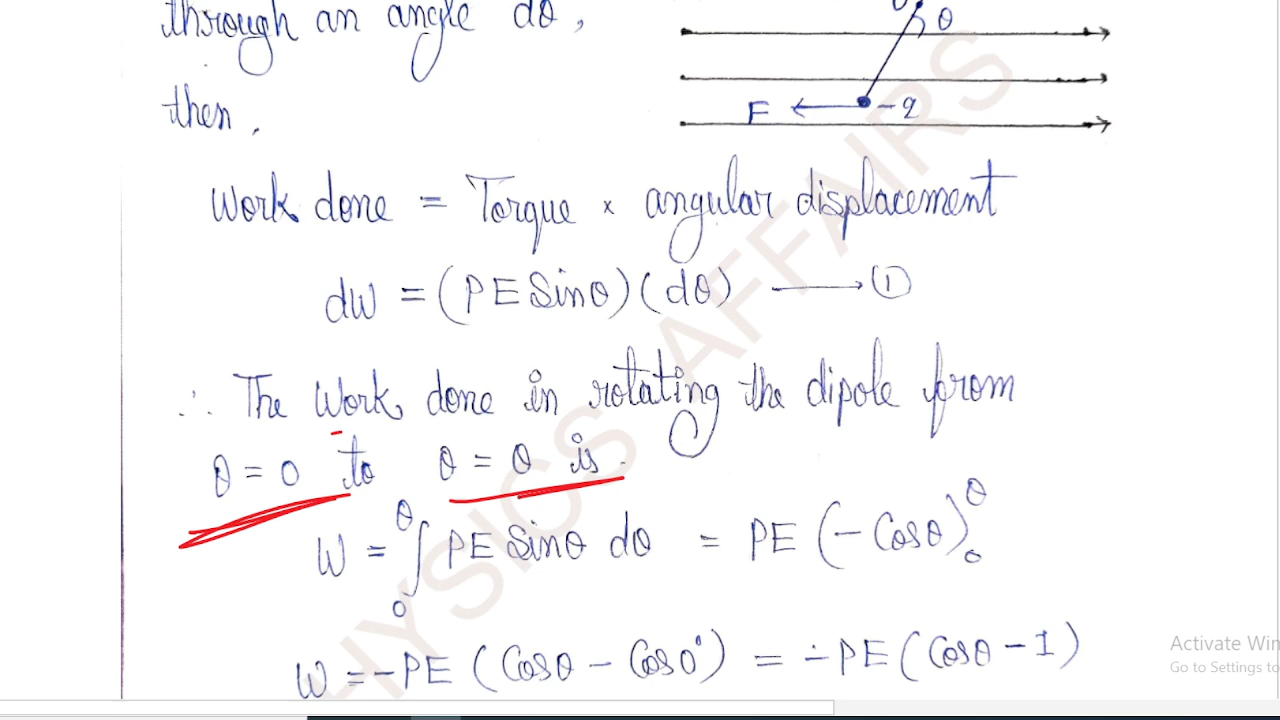 through an angle dθ,
θ
then,
F
-q
Work done = Torque × angular displacement
dW = (PE Sinθ)(dθ) ⟶ ①
∴ The Work done in rotating the dipole from
θ = 0 to θ = θ is.
W = ∫₀^θ PE Sinθ dθ = PE (- Cosθ)₀^θ
W = -PE (Cosθ - Cos0°) = -PE (Cosθ - 1)
PHYSICS AFFAIRS
Activate Win
Go to Settings to